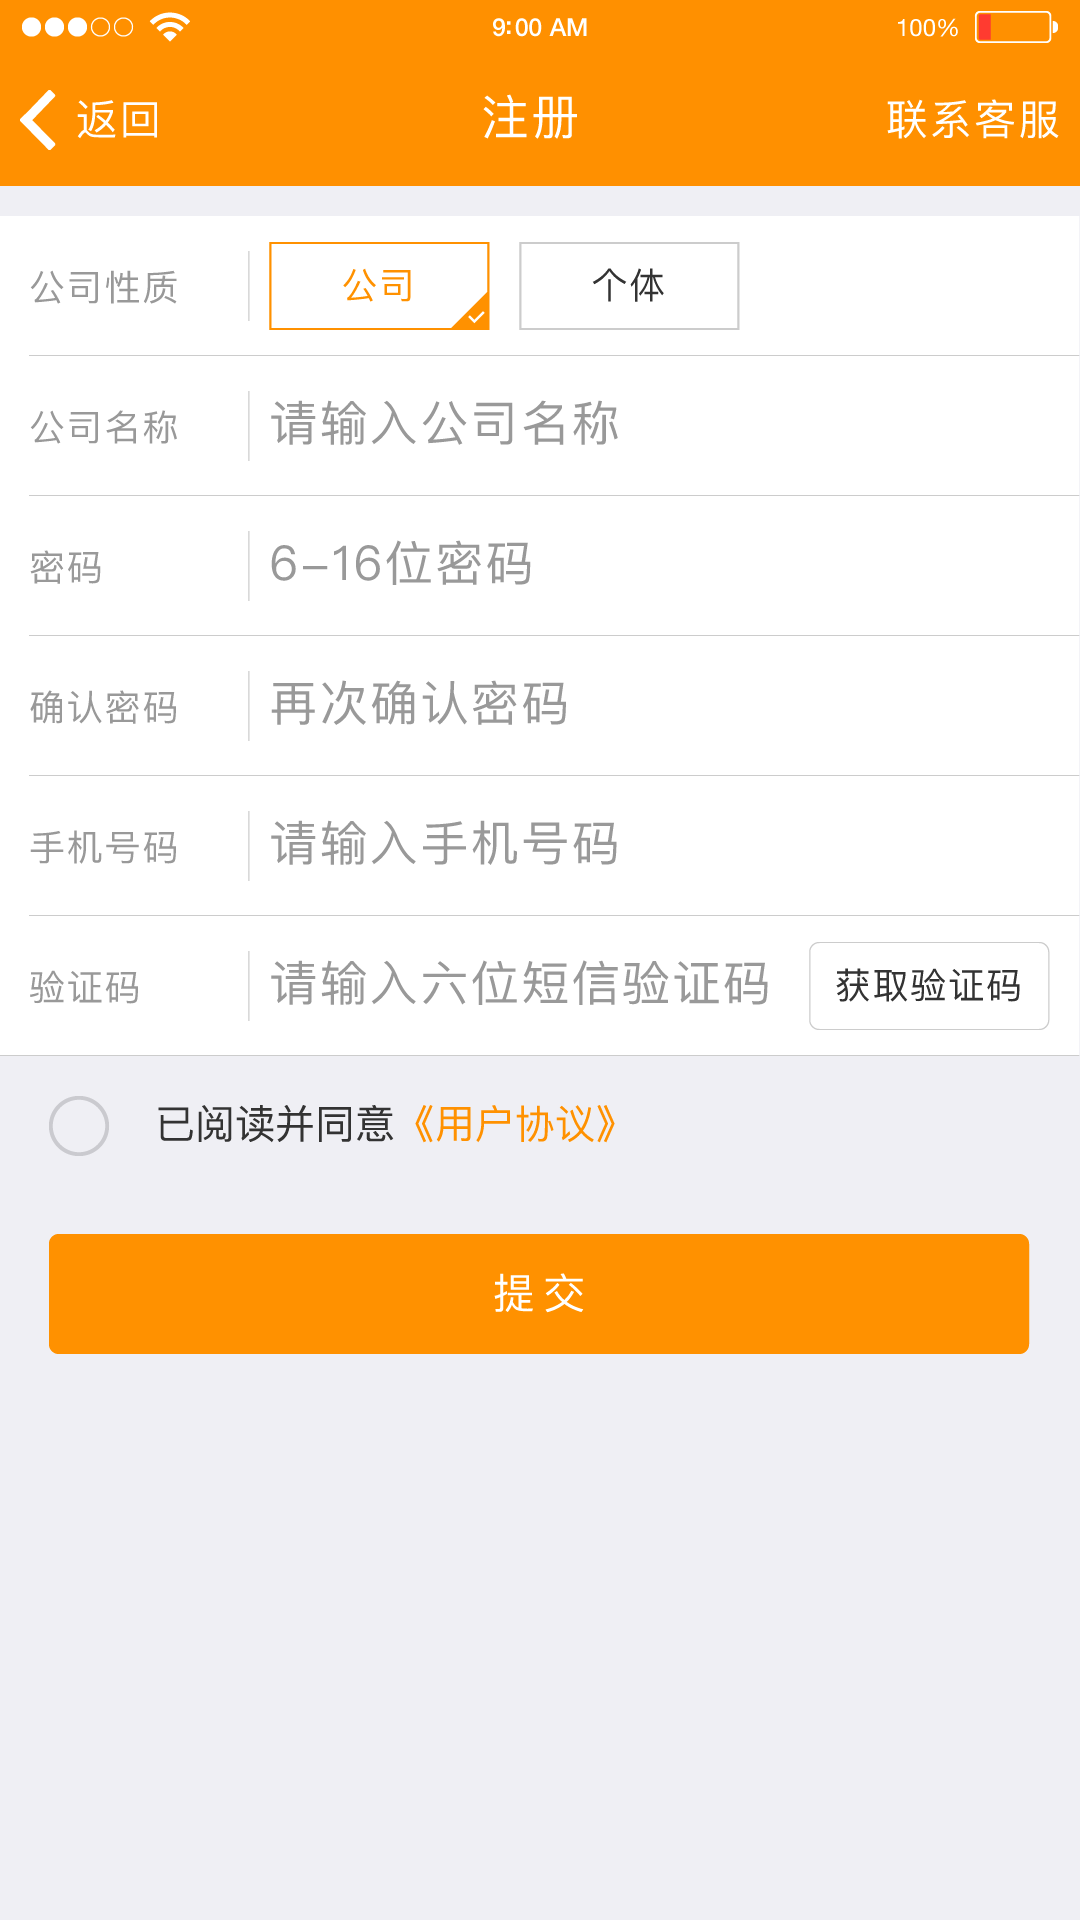 9:00 AM 100%
返回 注册 联系客服
公司性质 公司 个体
公司名称 请输入公司名称
密码 6-16位密码
确认密码 再次确认密码
手机号码 请输入手机号码
验证码 请输入六位短信验证码 获取验证码
已阅读并同意《用户协议》
提交